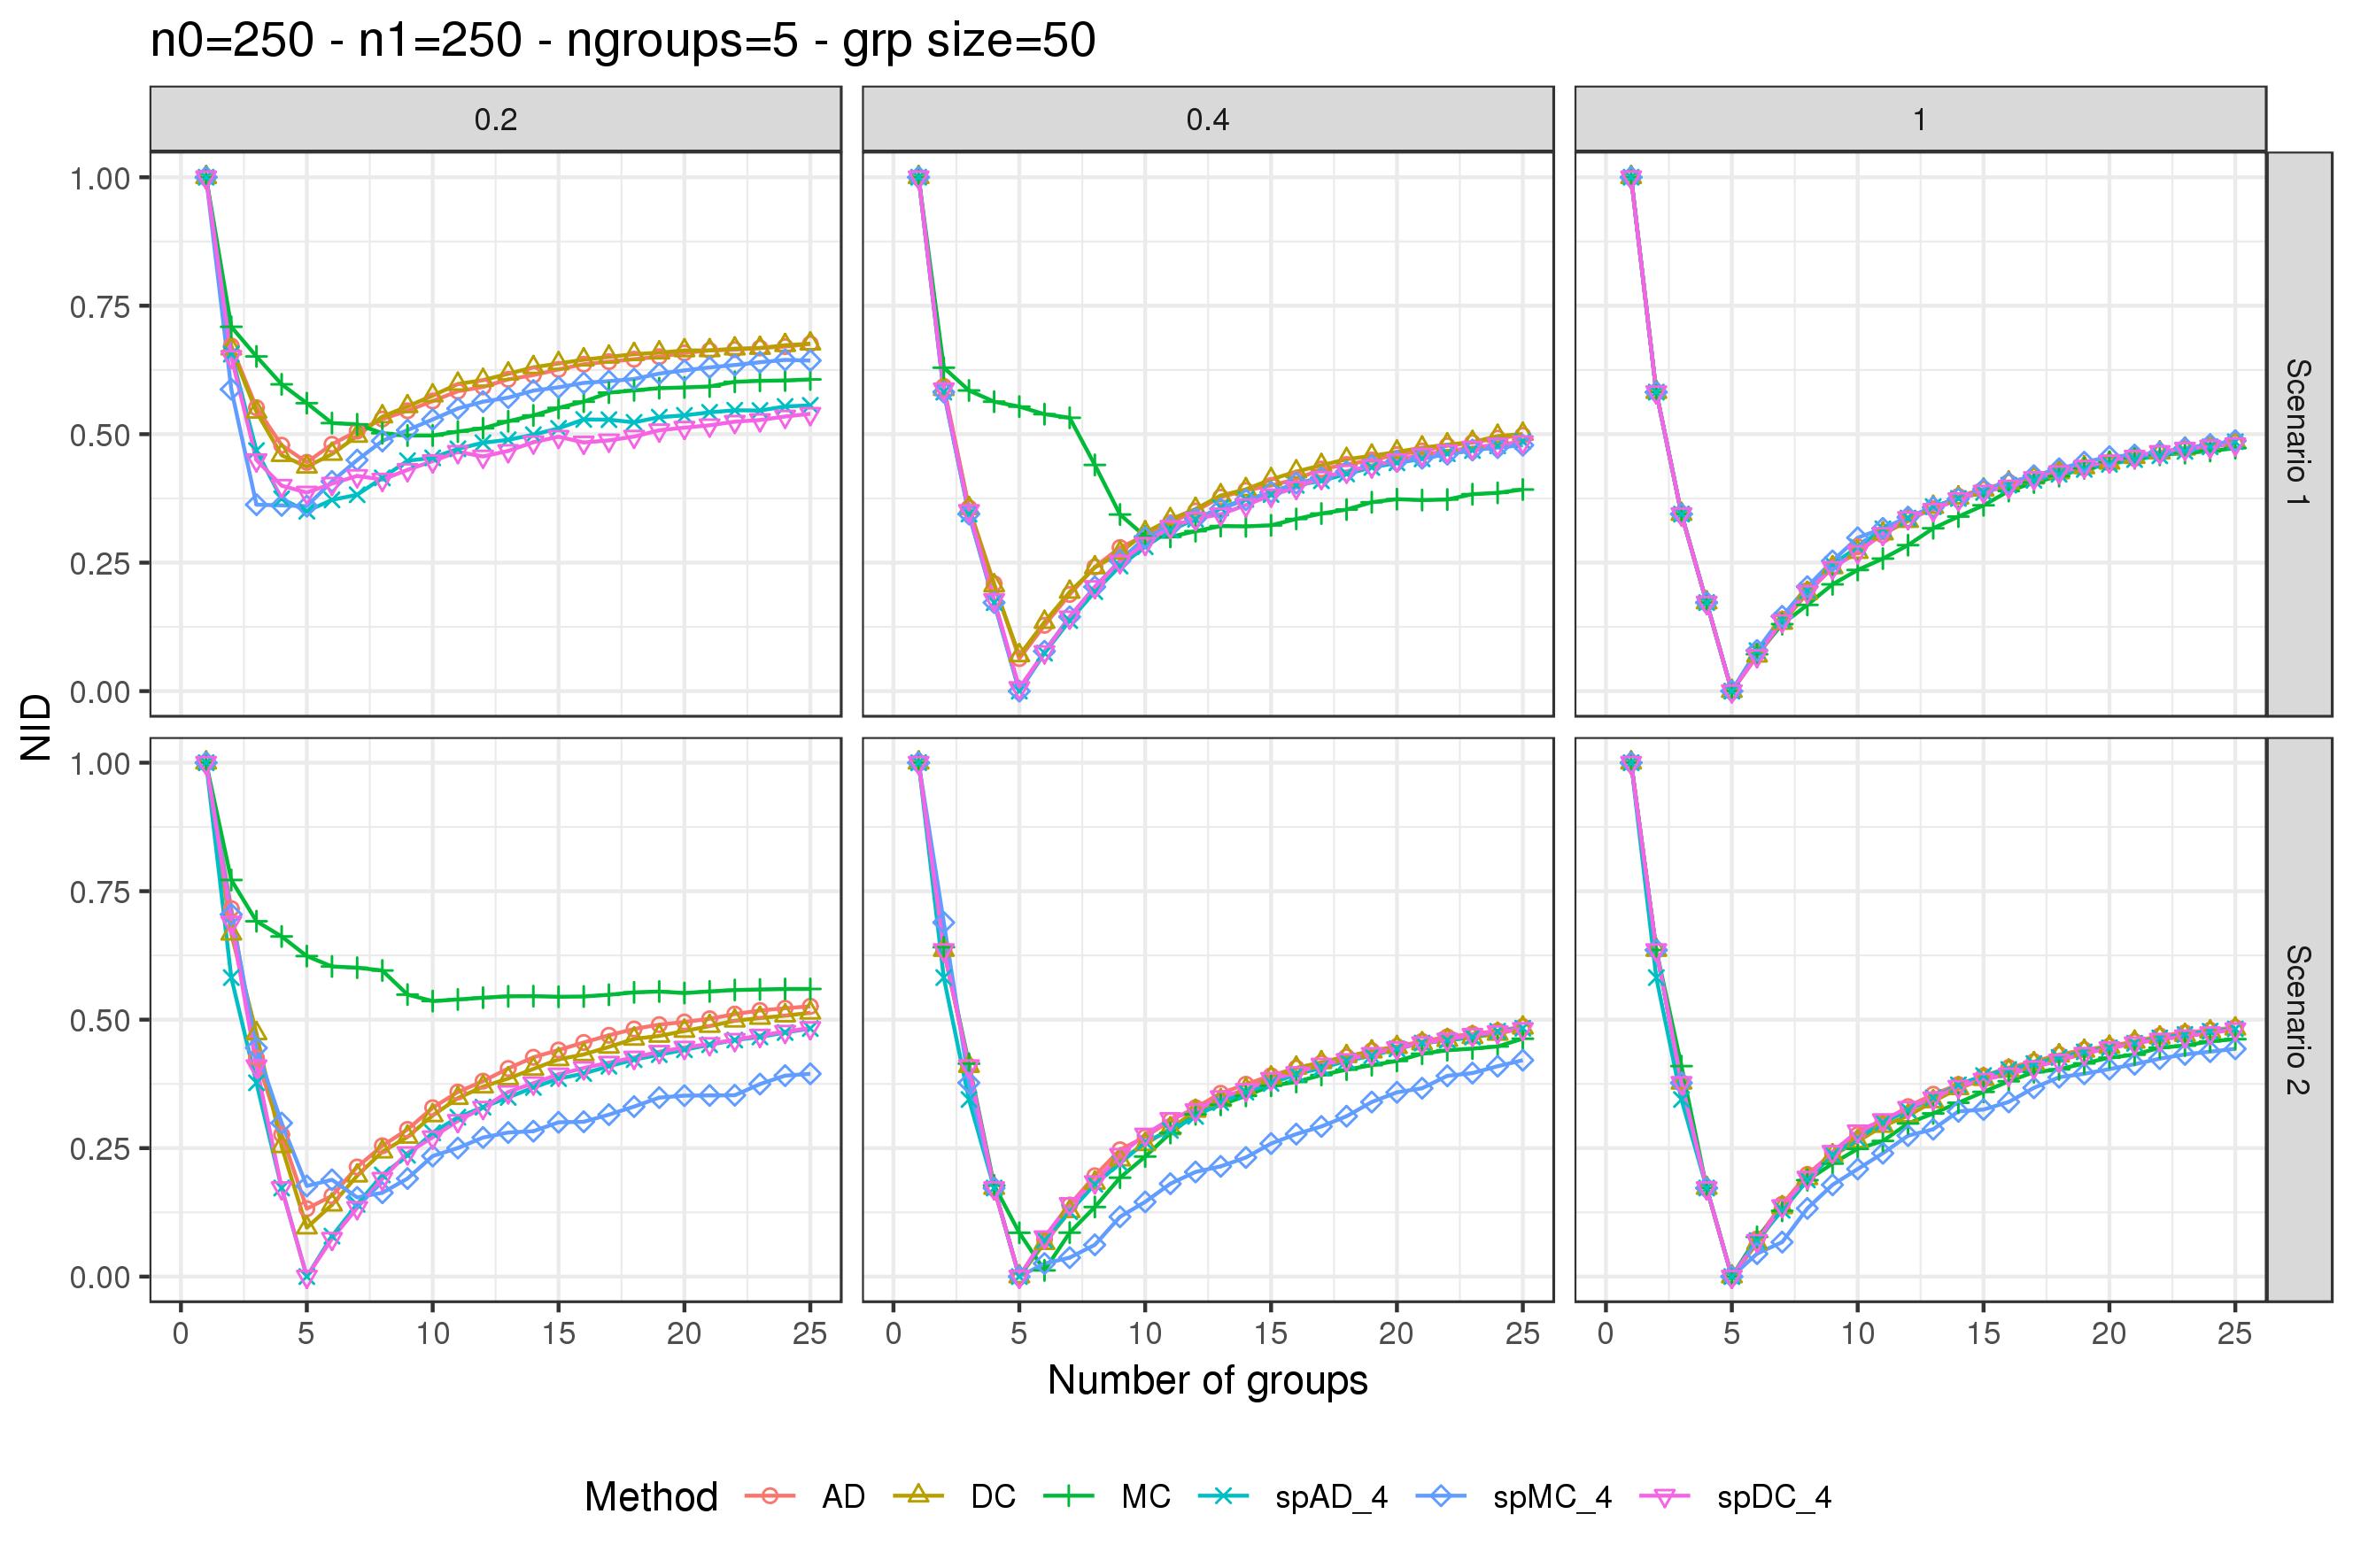 n0=250 - n1=250 - ngroups=5 - grp size=50
0.2
0.4
1
1.00
0.75
0.50
0.25
0.00
Scenario 1
NID
1.00
0.75
0.50
0.25
0.00
Scenario 2
0 5 10 15 20 25
0 5 10 15 20 25
0 5 10 15 20 25
Number of groups
Method AD DC MC spAD_4 spMC_4 spDC_4